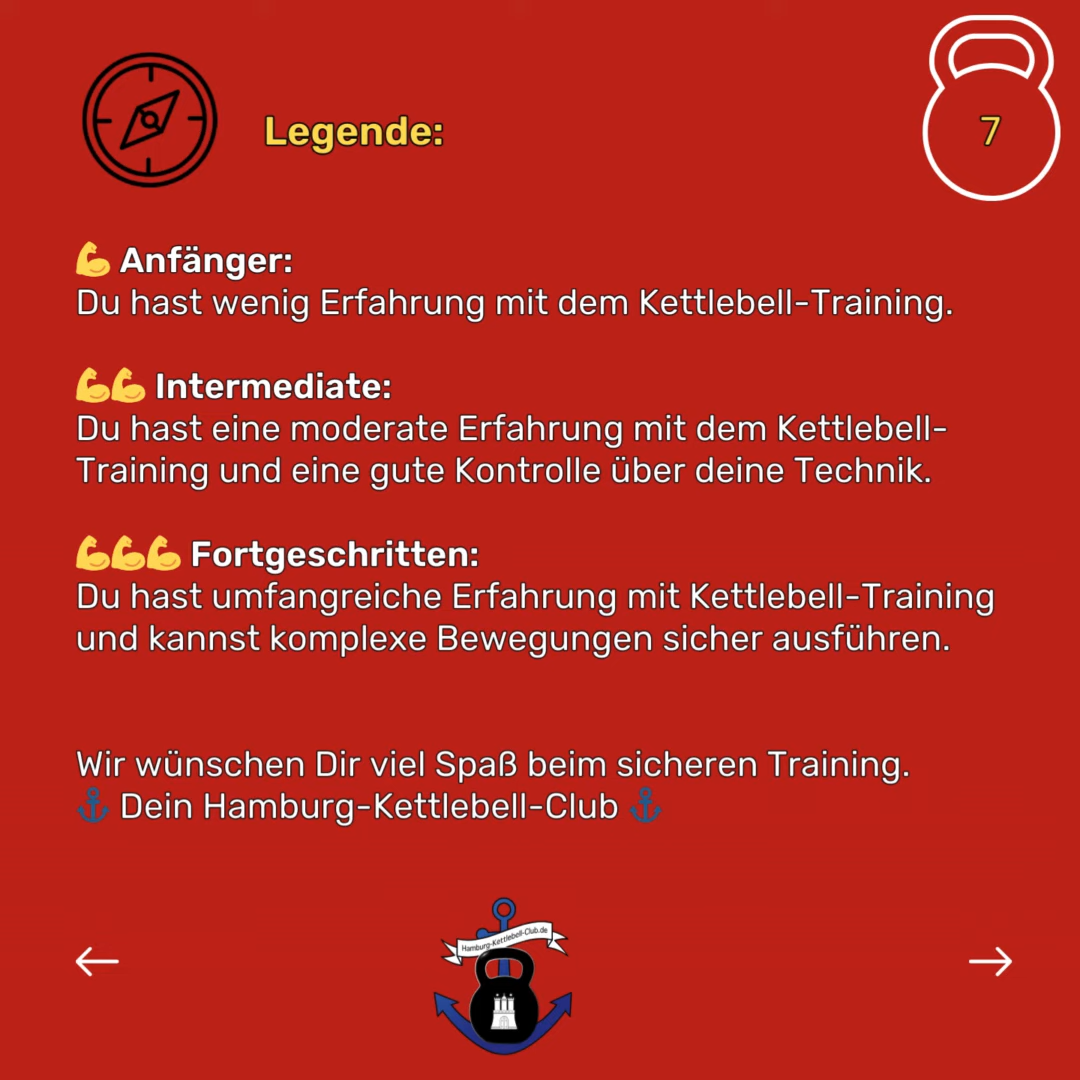 Legende:
7
💪 Anfänger:
Du hast wenig Erfahrung mit dem Kettlebell-Training.
💪💪 Intermediate:
Du hast eine moderate Erfahrung mit dem Kettlebell-
Training und eine gute Kontrolle über deine Technik.
💪💪💪 Fortgeschritten:
Du hast umfangreiche Erfahrung mit Kettlebell-Training
und kannst komplexe Bewegungen sicher ausführen.
Wir wünschen Dir viel Spaß beim sicheren Training.
⚓ Dein Hamburg-Kettlebell-Club ⚓
Hamburg-Kettlebell-Club.de